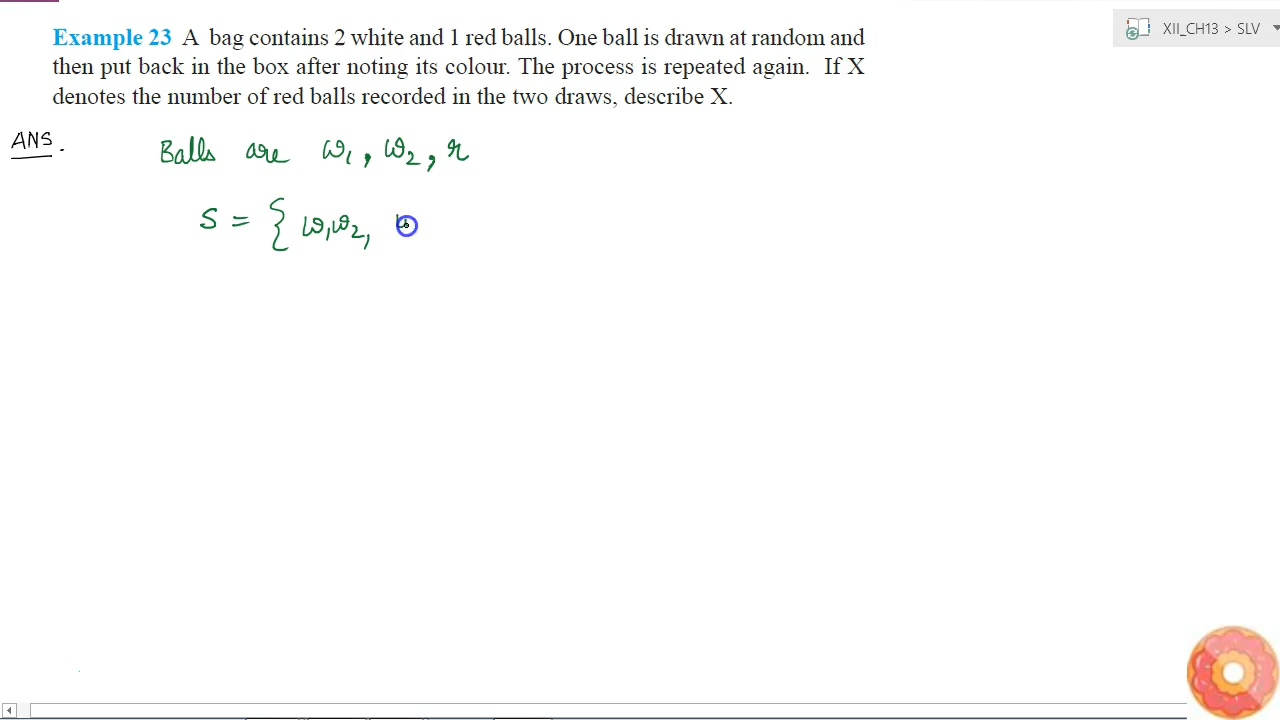 XII_CH13 > SLV
Example 23 A bag contains 2 white and 1 red balls. One ball is drawn at random and
then put back in the box after noting its colour. The process is repeated again. If X
denotes the number of red balls recorded in the two draws, describe X.
ANS.
Balls are w₁, w₂, r
S = { w₁w₂,